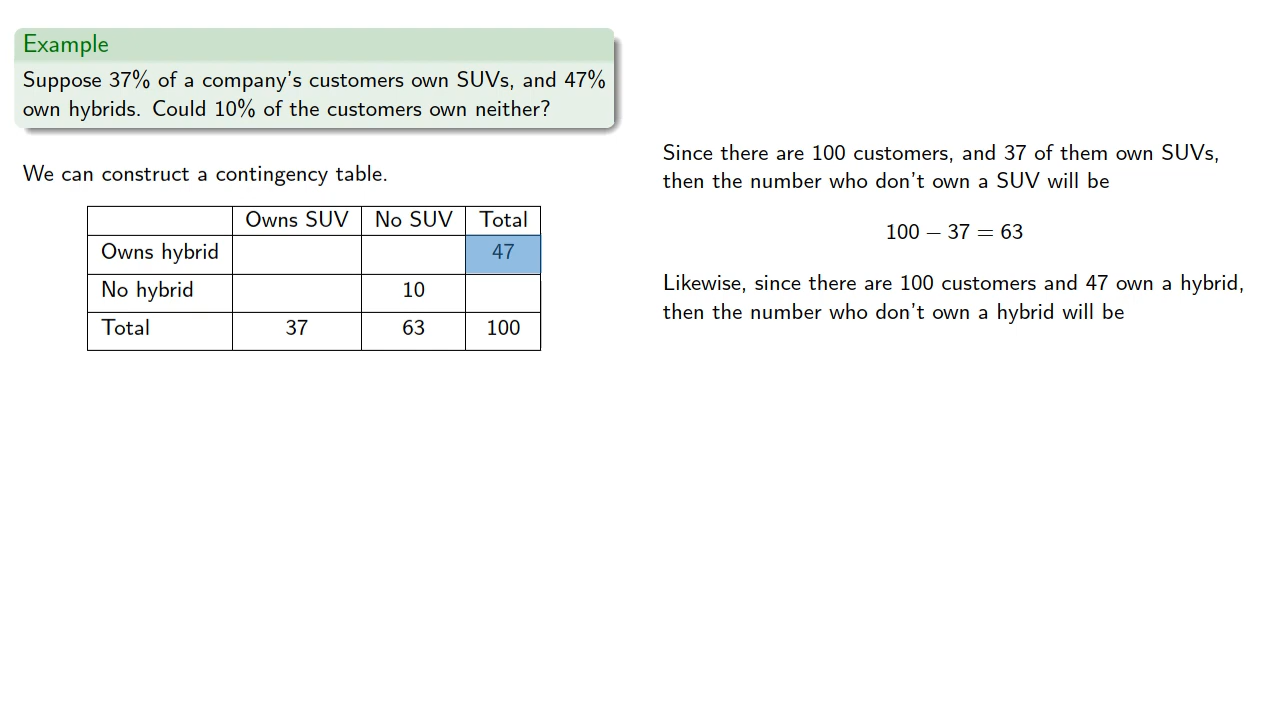 Example
Suppose 37% of a company's customers own SUVs, and 47%
own hybrids. Could 10% of the customers own neither?
We can construct a contingency table.
Owns SUV No SUV Total
Owns hybrid 47
No hybrid 10
Total 37 63 100
Since there are 100 customers, and 37 of them own SUVs,
then the number who don't own a SUV will be
100 − 37 = 63
Likewise, since there are 100 customers and 47 own a hybrid,
then the number who don't own a hybrid will be